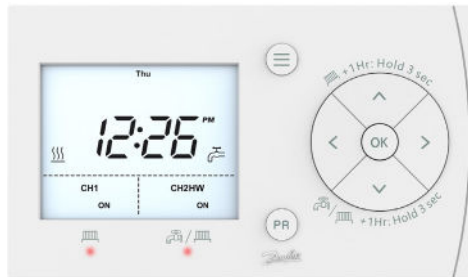 Thu
12:26 PM
CH1
CH2HW
ON
ON
+1Hr: Hold 3 sec
OK
+1Hr: Hold 3 sec
PR
Danfoss